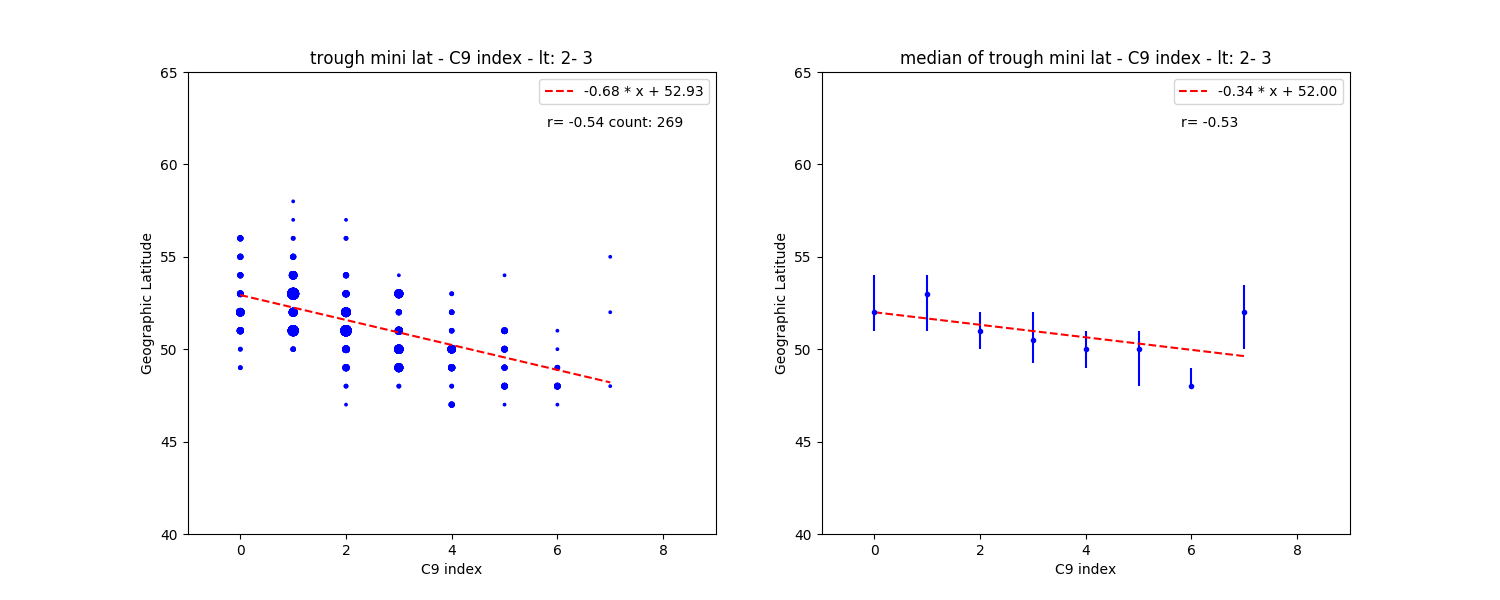 trough mini lat - C9 index - lt: 2- 3
65
60
55
50
45
40
Geographic Latitude
-0.68 * x + 52.93
r= -0.54 count: 269
0 2 4 6 8
C9 index
median of trough mini lat - C9 index - lt: 2- 3
65
60
55
50
45
40
Geographic Latitude
-0.34 * x + 52.00
r= -0.53
0 2 4 6 8
C9 index